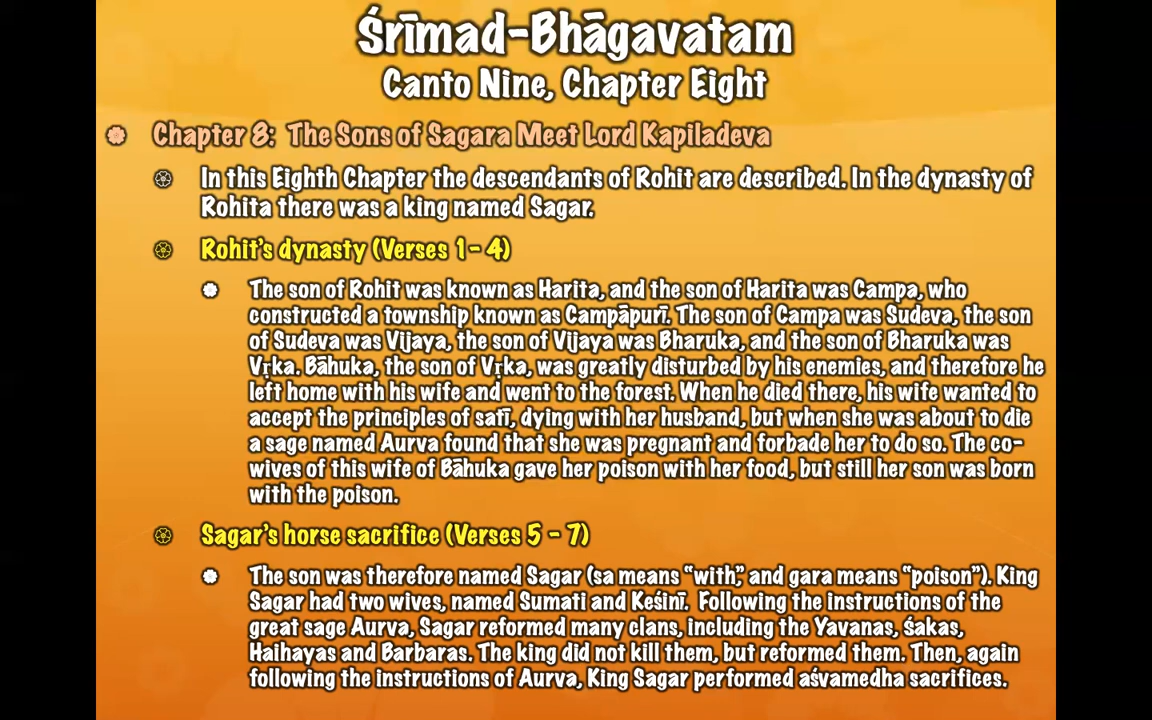 Śrīmad-Bhāgavatam
Canto Nine, Chapter Eight
Chapter 8: The Sons of Sagara Meet Lord Kapiladeva
In this Eighth Chapter the descendants of Rohit are described. In the dynasty of
Rohita there was a king named Sagar.
Rohit's dynasty (Verses 1 - 4)
The son of Rohit was known as Harita, and the son of Harita was Campa, who
constructed a township known as Campāpurī. The son of Campa was Sudeva, the son
of Sudeva was Vijaya, the son of Vijaya was Bharuka, and the son of Bharuka was
Vṛka. Bāhuka, the son of Vṛka, was greatly disturbed by his enemies, and therefore he
left home with his wife and went to the forest. When he died there, his wife wanted to
accept the principles of satī, dying with her husband, but when she was about to die
a sage named Aurva found that she was pregnant and forbade her to do so. The co-
wives of this wife of Bāhuka gave her poison with her food, but still her son was born
with the poison.
Sagar's horse sacrifice (Verses 5 - 7)
The son was therefore named Sagar (sa means "with," and gara means "poison"). King
Sagar had two wives, named Sumati and Keśinī. Following the instructions of the
great sage Aurva, Sagar reformed many clans, including the Yavanas, śakas,
Haihayas and Barbaras. The king did not kill them, but reformed them. Then, again
following the instructions of Aurva, King Sagar performed aśvamedha sacrifices.